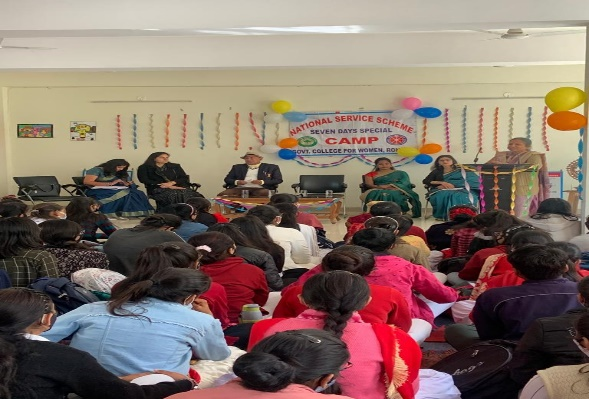 NATIONAL SERVICE SCHEME
SEVEN DAYS SPECIAL
CAMP
GOVT. COLLEGE FOR WOMEN,